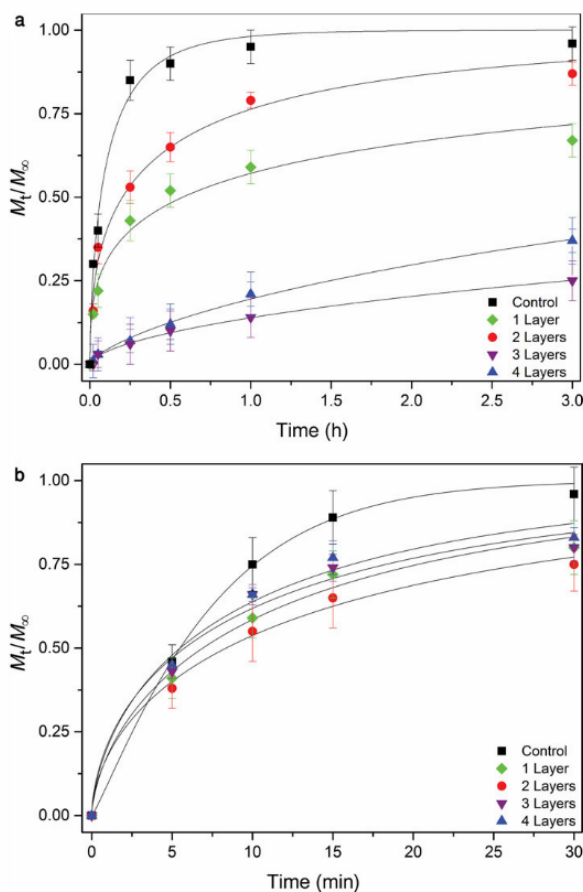 a
1.00
0.75
0.50
0.25
0.00
Mt/M∞
0.0
0.5
1.0
1.5
2.0
2.5
3.0
Time (h)
Control
1 Layer
2 Layers
3 Layers
4 Layers
b
1.00
0.75
0.50
0.25
0.00
Mt/M∞
0
5
10
15
20
25
30
Time (min)
Control
1 Layer
2 Layers
3 Layers
4 Layers